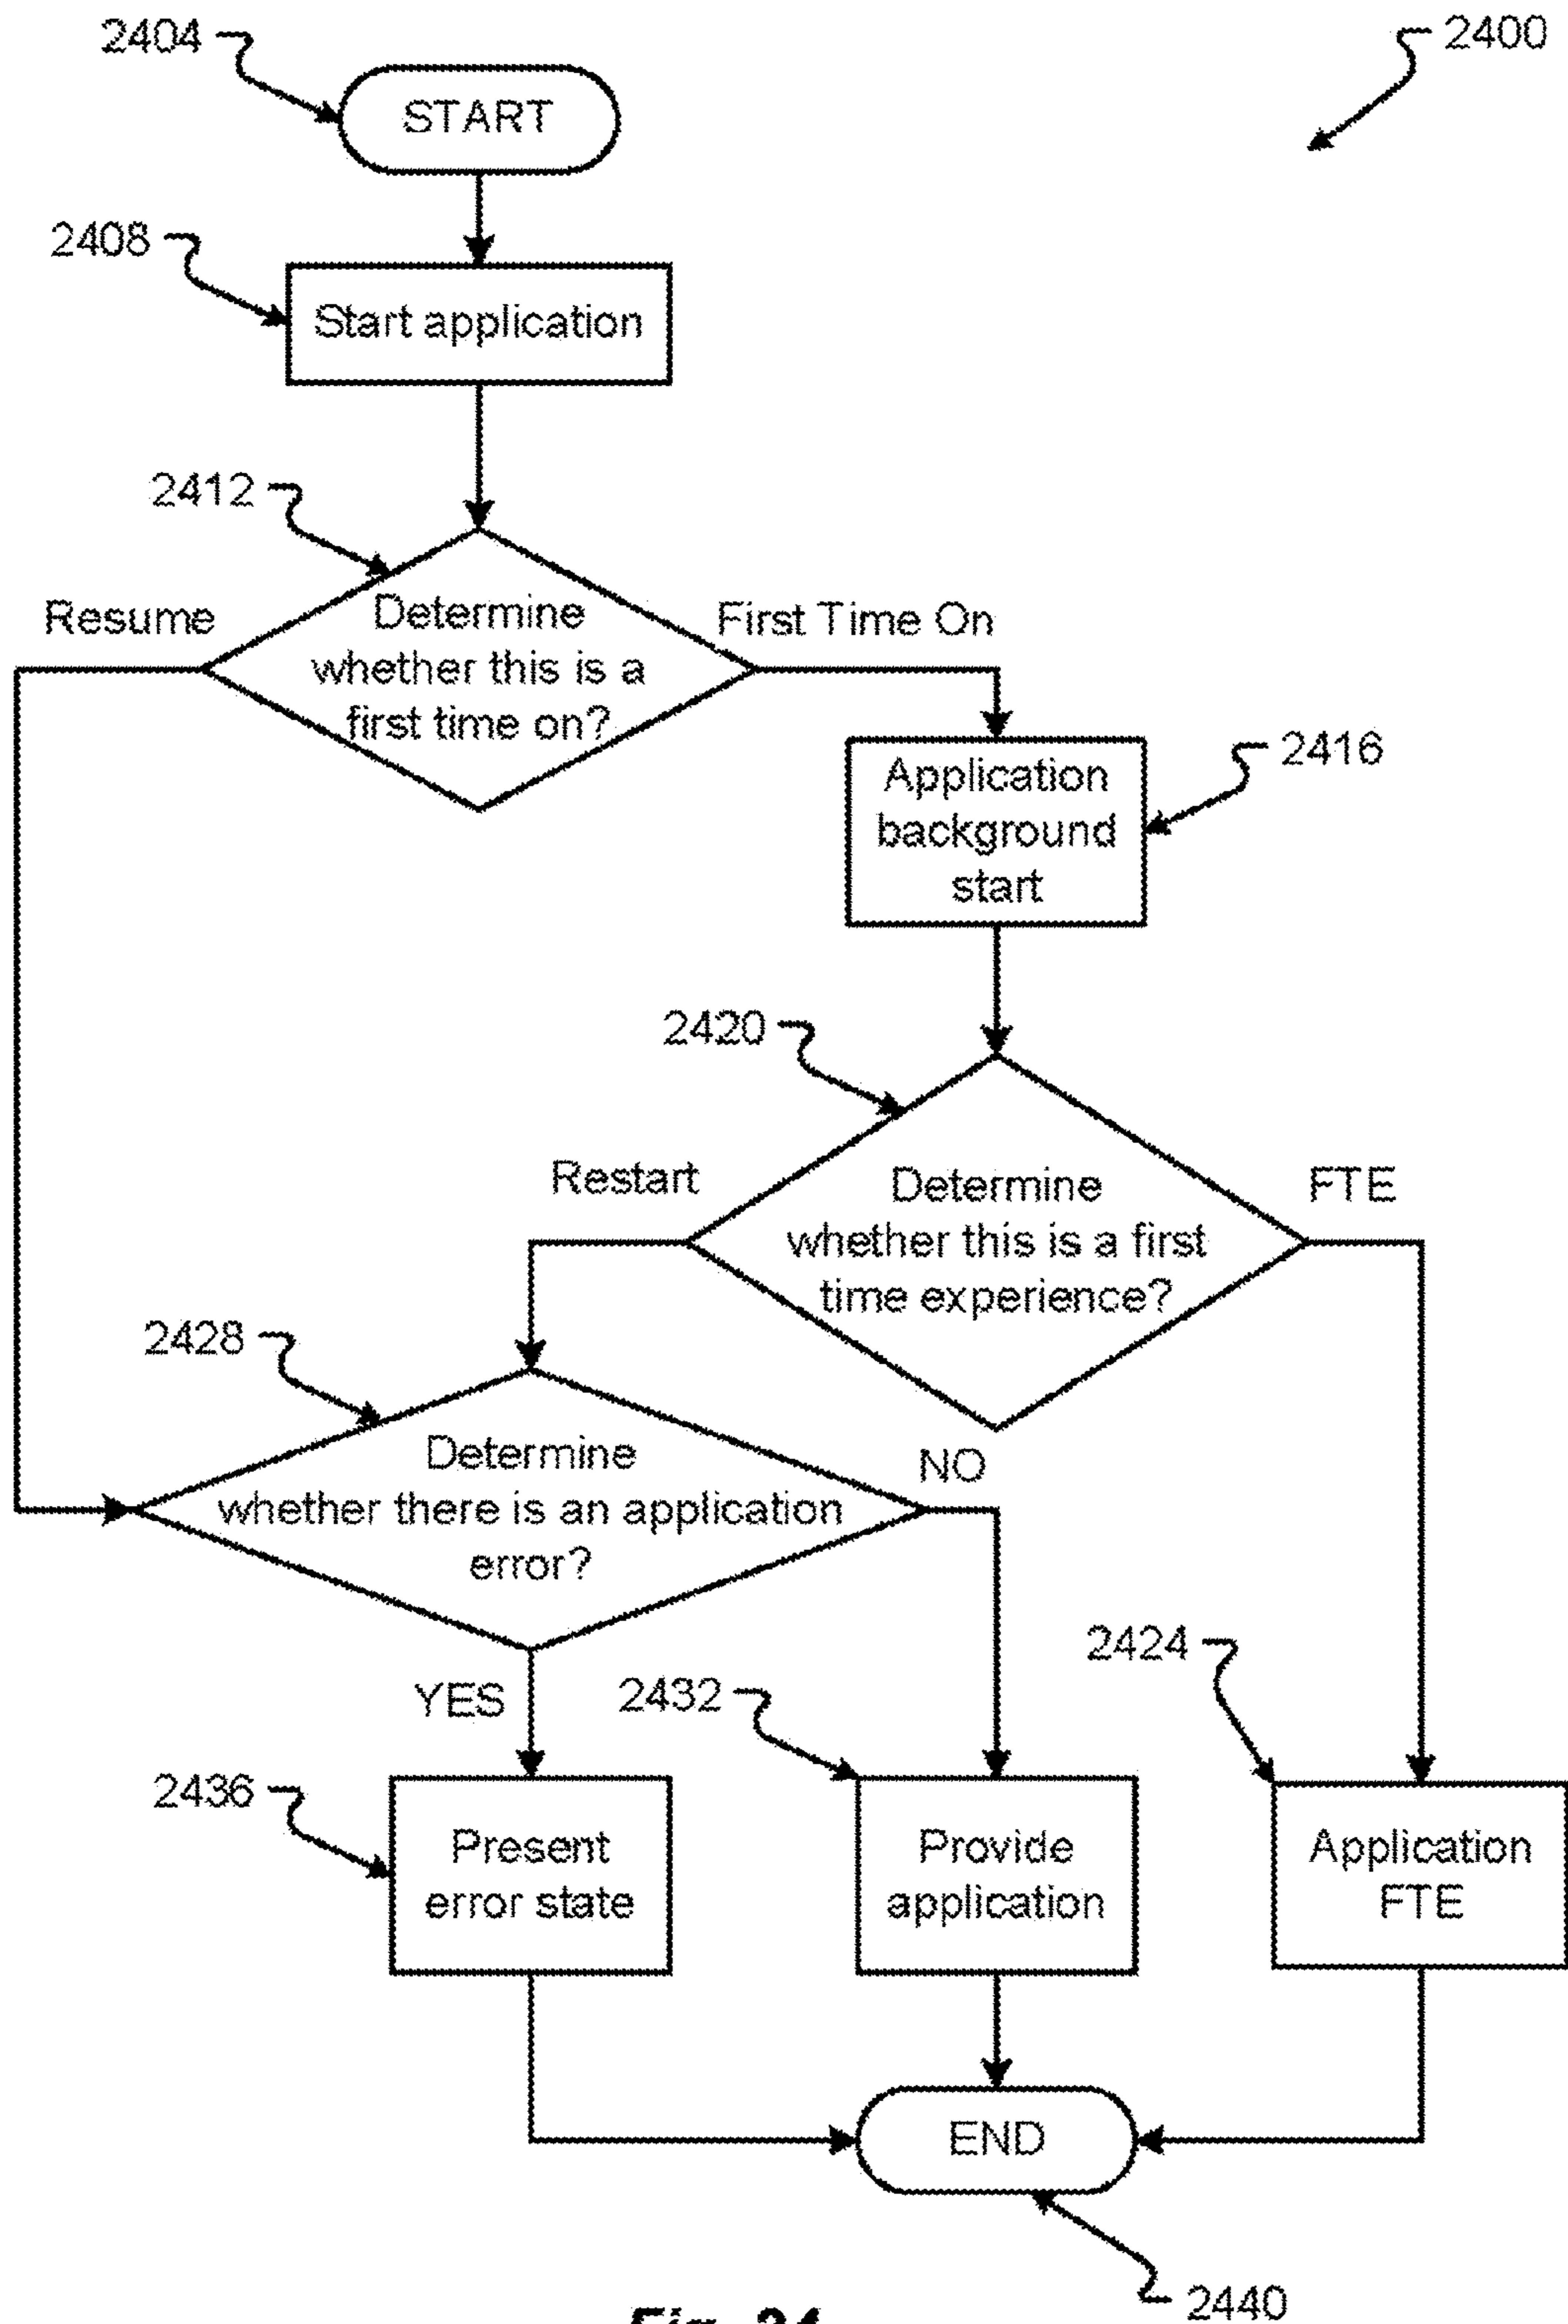 2404
2400
START
2408
Start application
2412
Resume
Determine
whether this is a
first time on?
First Time On
Application
background
start
2416
2420
Restart
Determine
whether this is a first
time experience?
FTE
2428
Determine
whether there is an application
error?
NO
YES
2436
Present
error state
2432
Provide
application
2424
Application
FTE
END
2440
Fig. 24